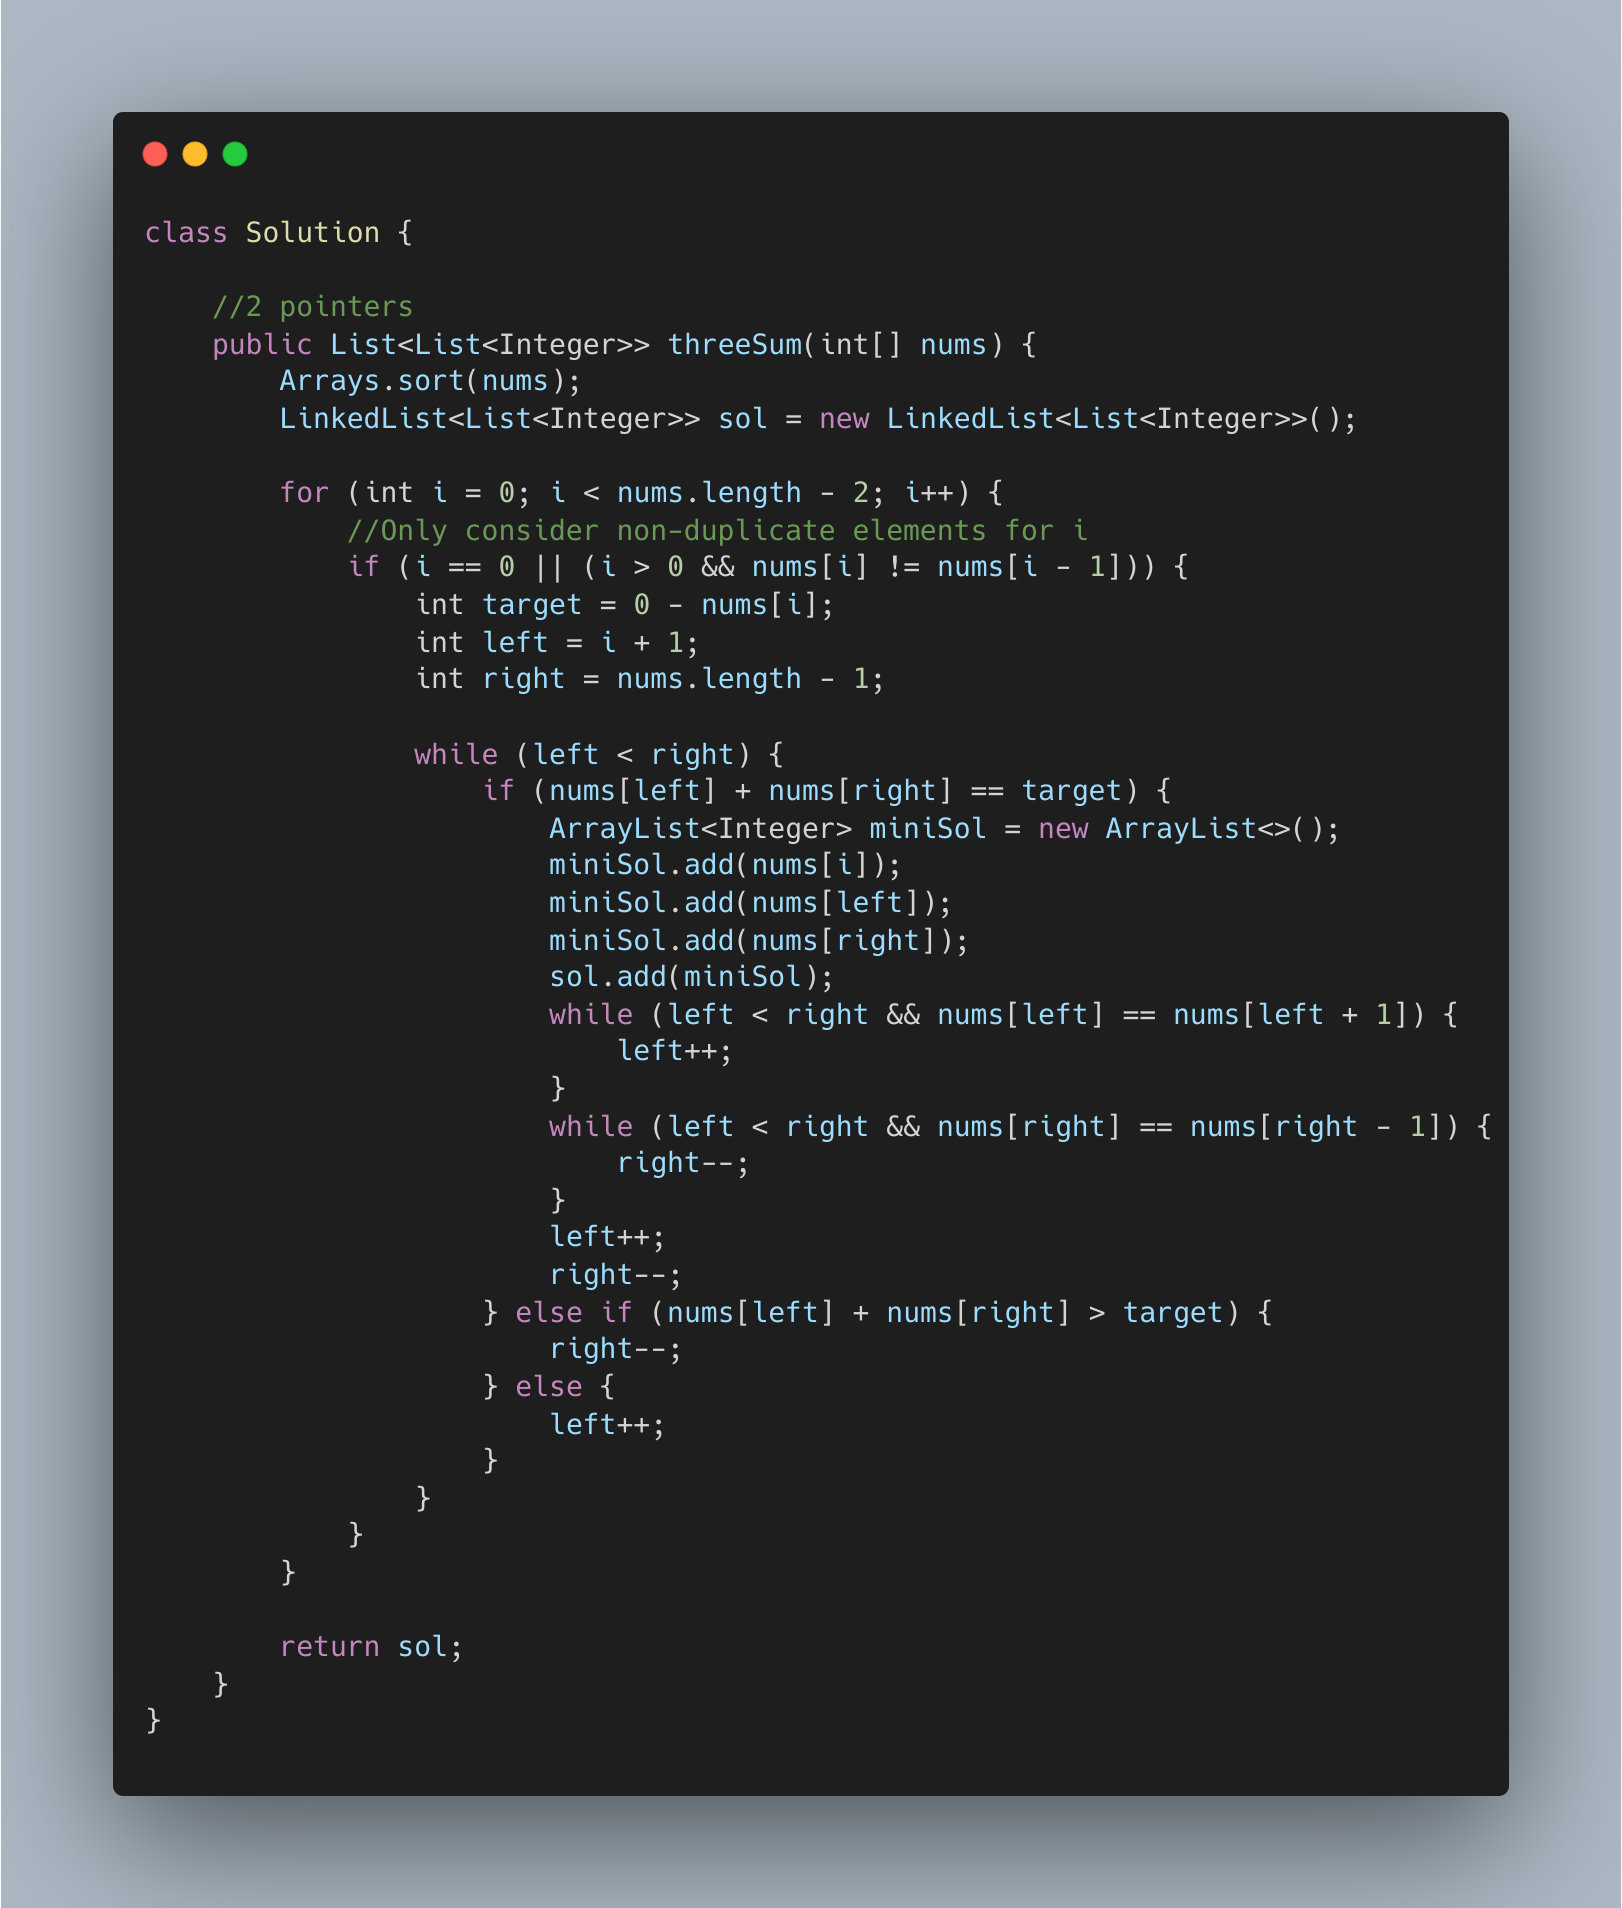 class Solution {

    //2 pointers
    public List<List<Integer>> threeSum(int[] nums) {
        Arrays.sort(nums);
        LinkedList<List<Integer>> sol = new LinkedList<List<Integer>>();

        for (int i = 0; i < nums.length - 2; i++) {
            //Only consider non-duplicate elements for i
            if (i == 0 || (i > 0 && nums[i] != nums[i - 1])) {
                int target = 0 - nums[i];
                int left = i + 1;
                int right = nums.length - 1;

                while (left < right) {
                    if (nums[left] + nums[right] == target) {
                        ArrayList<Integer> miniSol = new ArrayList<>();
                        miniSol.add(nums[i]);
                        miniSol.add(nums[left]);
                        miniSol.add(nums[right]);
                        sol.add(miniSol);
                        while (left < right && nums[left] == nums[left + 1]) {
                            left++;
                        }
                        while (left < right && nums[right] == nums[right - 1]) {
                            right--;
                        }
                        left++;
                        right--;
                    } else if (nums[left] + nums[right] > target) {
                        right--;
                    } else {
                        left++;
                    }
                }
            }
        }

        return sol;
    }
}